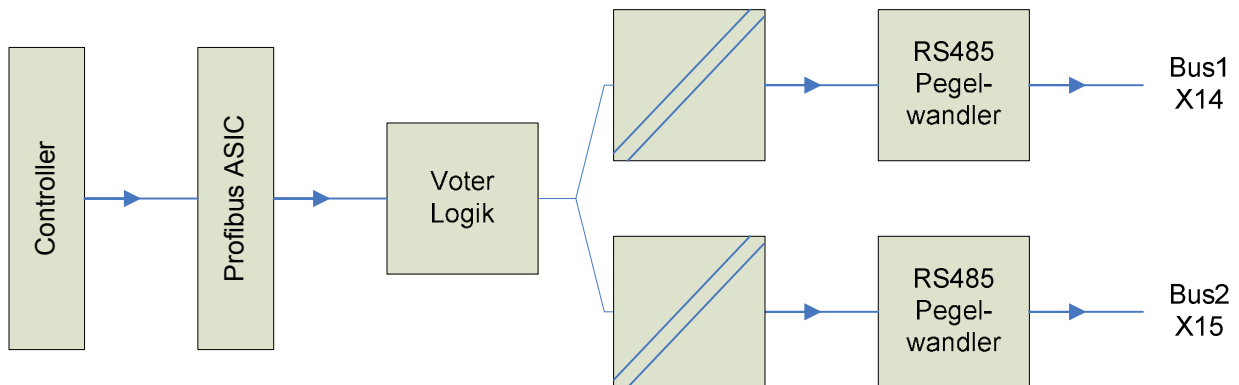 Controller
Profibus ASIC
Voter
Logik
RS485
Pegel-
wandler
Bus1
X14
RS485
Pegel-
wandler
Bus2
X15